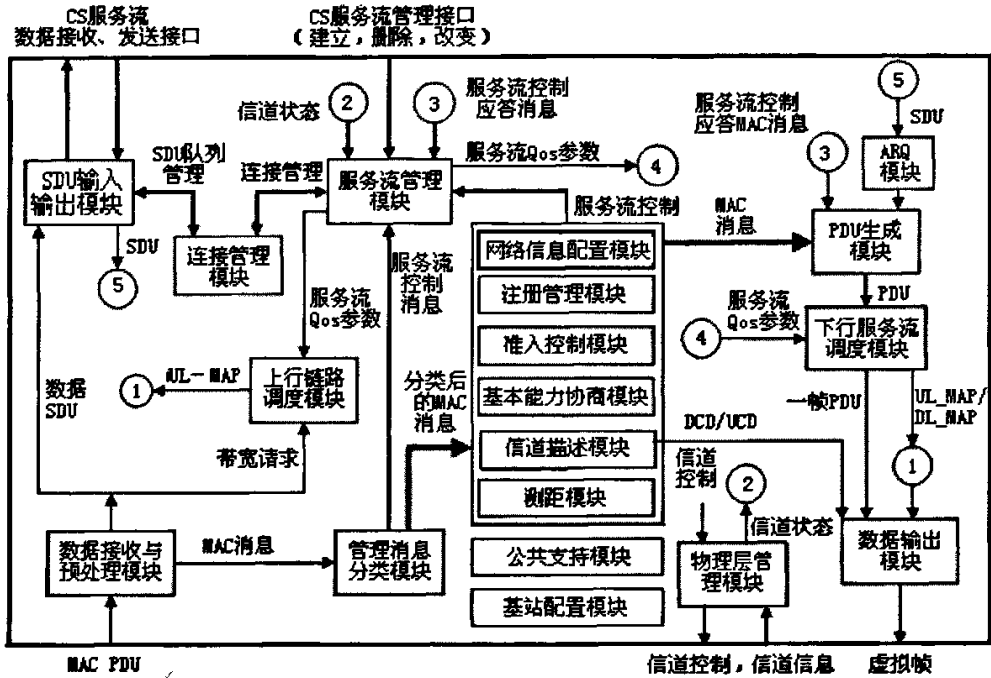 CS服务流
数据接收、发送接口
CS服务流管理接口
(建立,删除,改变)
信道状态
2
3
服务流控制
应答消息
服务流控制
应答MAC消息
5
SDU
SDU队列
管理
连接管理
服务流Qos参数
4
3
ARQ
模块
SDU输入
输出模块
服务流管理
模块
服务流控制
MAC
消息
PDU生成
模块
SDU
5
连接管理
模块
服务流
控制
消息
网络信息配置模块
注册管理模块
准入控制模块
基本能力协商模块
信道描述模块
测距模块
公共支持模块
基站配置模块
PDU
服务流
Qos参数
服务流
Qos参数
4
下行服务流
调度模块
数据
SDU
1
UL-MAP
上行链路
调度模块
分类后
的MAC
消息
一帧PDU
UL_MAP/
DL_MAP
DCD/UCD
带宽请求
信道
控制
2
1
信道状态
数据接收与
预处理模块
MAC消息
管理消息
分类模块
物理层管
理模块
数据输出
模块
MAC PDU
信道控制,信道信息
虚拟帧